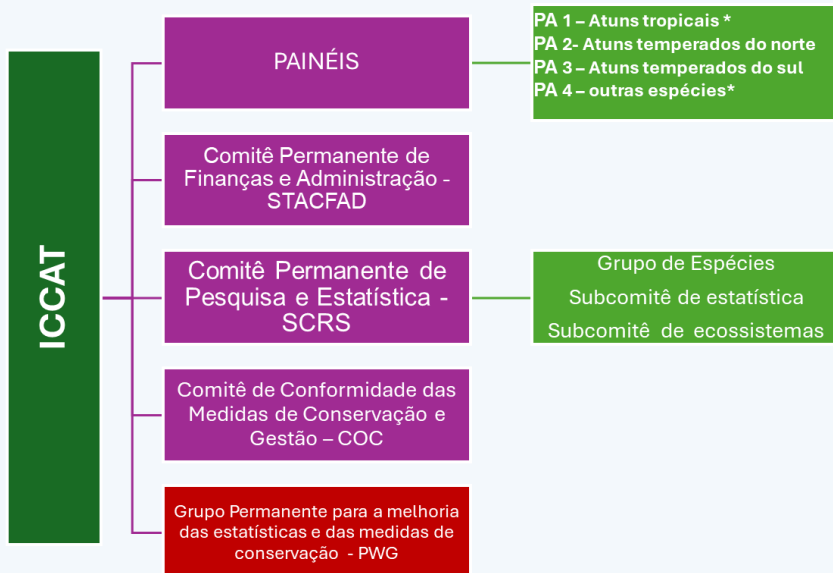 ICCAT
PAINÉIS
PA 1 – Atuns tropicais *
PA 2- Atuns temperados do norte
PA 3 – Atuns temperados do sul
PA 4 – outras espécies*
Comitê Permanente de
Finanças e Administração -
STACFAD
Comitê Permanente de
Pesquisa e Estatística -
SCRS
Grupo de Espécies
Subcomitê de estatística
Subcomitê de ecossistemas
Comitê de Conformidade das
Medidas de Conservação e
Gestão – COC
Grupo Permanente para a melhoria
das estatísticas e das medidas de
conservação - PWG